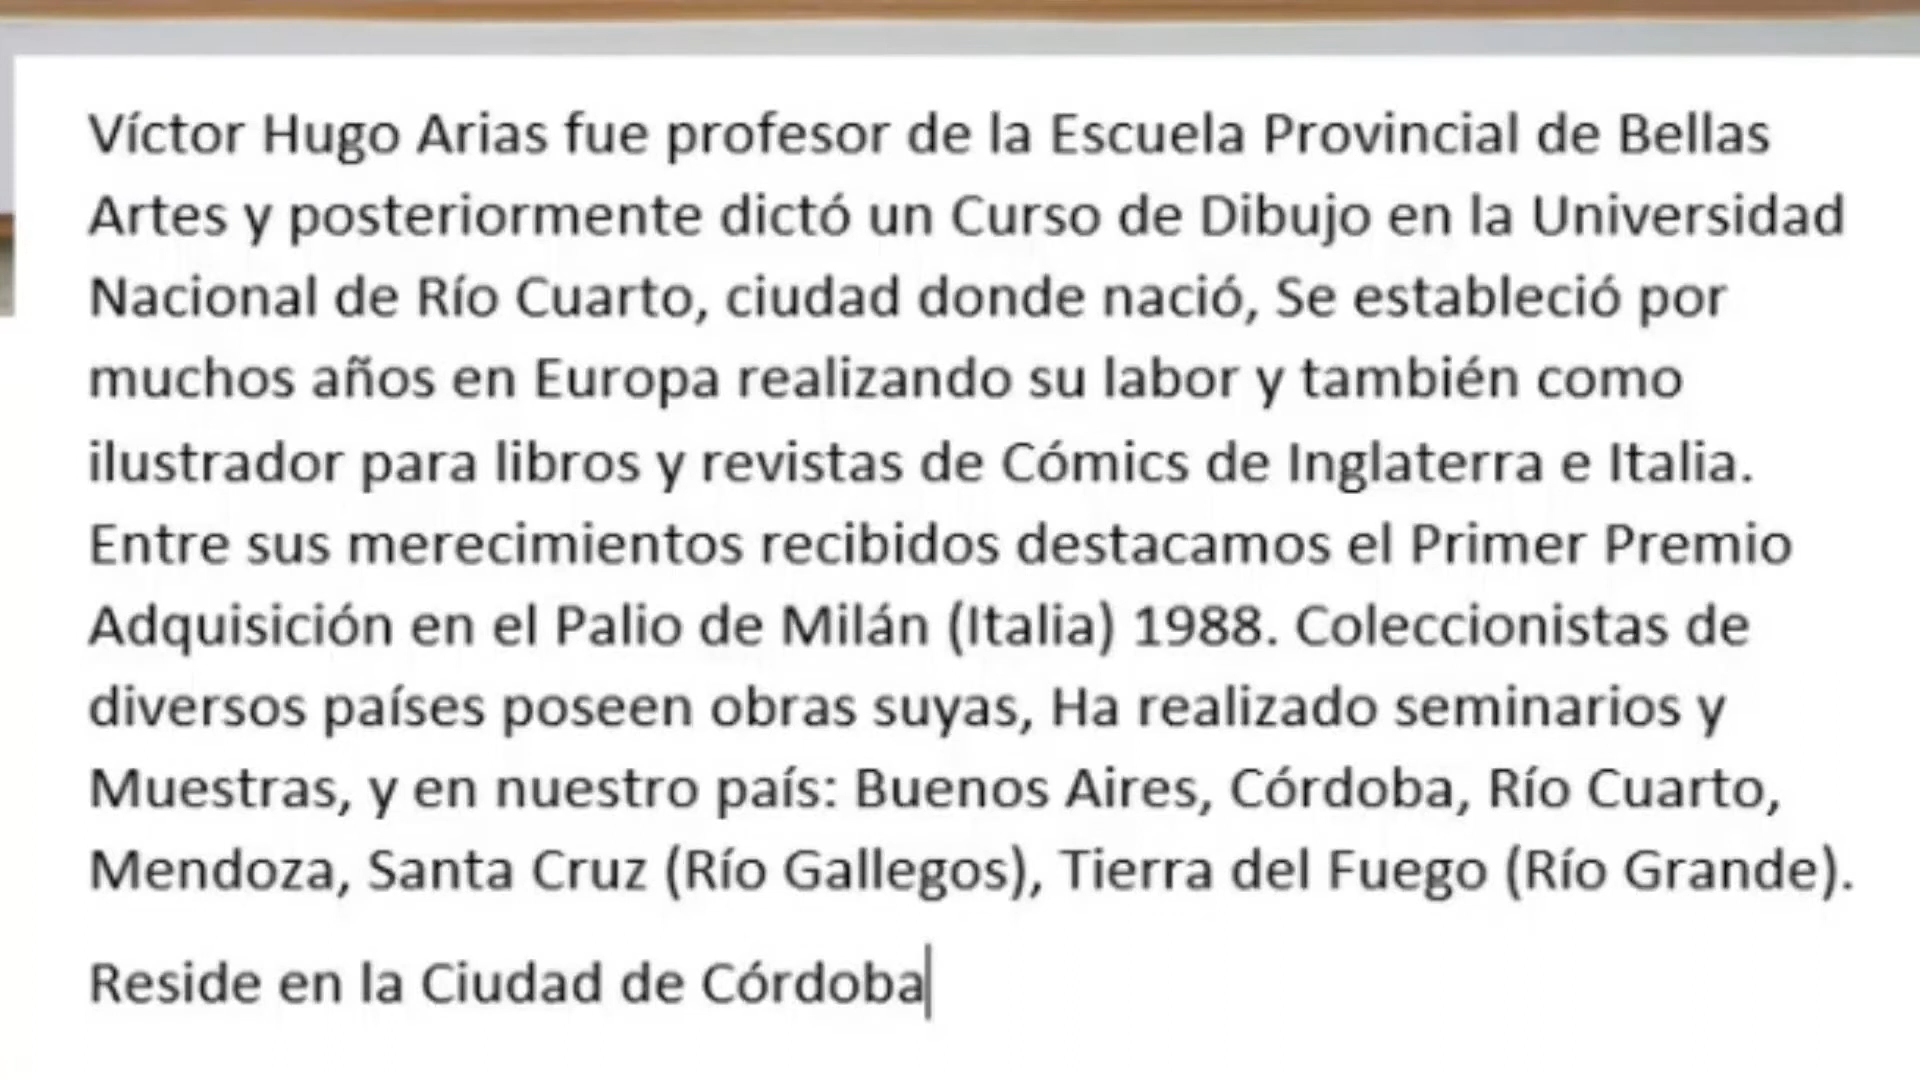 Víctor Hugo Arias fue profesor de la Escuela Provincial de Bellas
Artes y posteriormente dictó un Curso de Dibujo en la Universidad
Nacional de Río Cuarto, ciudad donde nació, Se estableció por
muchos años en Europa realizando su labor y también como
ilustrador para libros y revistas de Cómics de Inglaterra e Italia.
Entre sus merecimientos recibidos destacamos el Primer Premio
Adquisición en el Palio de Milán (Italia) 1988. Coleccionistas de
diversos países poseen obras suyas, Ha realizado seminarios y
Muestras, y en nuestro país: Buenos Aires, Córdoba, Río Cuarto,
Mendoza, Santa Cruz (Río Gallegos), Tierra del Fuego (Río Grande).
Reside en la Ciudad de Córdoba